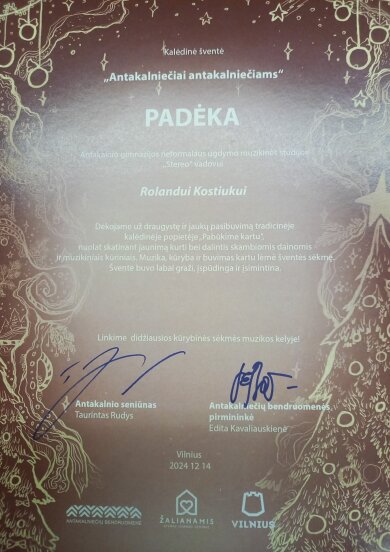 Kalėdinė šventė
„Antakalniečiai antakalniečiams“
PADĖKA
Antakalnio gimnazijos neformalaus ugdymo muzikinės studijos
„Stereo“ vadovui
Rolandui Kostiukui
Dėkojame už draugystę ir jaukų pasibuvimą tradicinėje
kalėdinėje popietėje „Pabūkime kartu“,
nuolat skatinant jaunimą kurti bei dalintis skambiomis dainomis
ir muzikiniais kūriniais. Muzika, kūryba ir buvimas kartu lėmė šventės sėkmę.
Šventė buvo labai graži, įspūdinga ir įsimintina.
Linkime didžiausios kūrybinės sėkmės muzikos kelyje!
Antakalnio seniūnas
Taurintas Rudys
Antakalniečių bendruomenės
pirmininkė
Edita Kavaliauskienė
Vilnius
2024 12 14
ANTAKALNIEČIŲ BENDRUOMENĖ
ŽALIANAMIS
VILNIUS